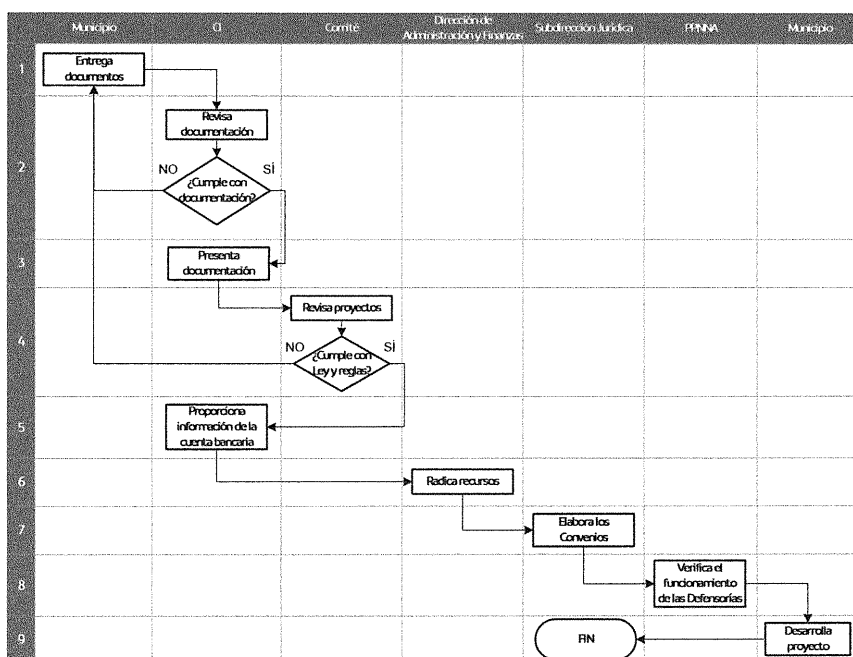 Municipio
CI
Comité
Dirección de
Administración y Finanzas
Subdirección Jurídica
PPNNA
Municipio
1
Entrega
documentos
2
Revisa
documentación
NO
SÍ
¿Cumple con
documentación?
3
Presenta
documentación
4
Revisa proyectos
NO
SÍ
¿Cumple con
Ley y reglas?
5
Proporciona
información de la
cuenta bancaria
6
Radica recursos
7
Elabora los
Convenios
8
Verifica el
funcionamiento
de las Defensorías
9
FIN
Desarrolla
proyecto